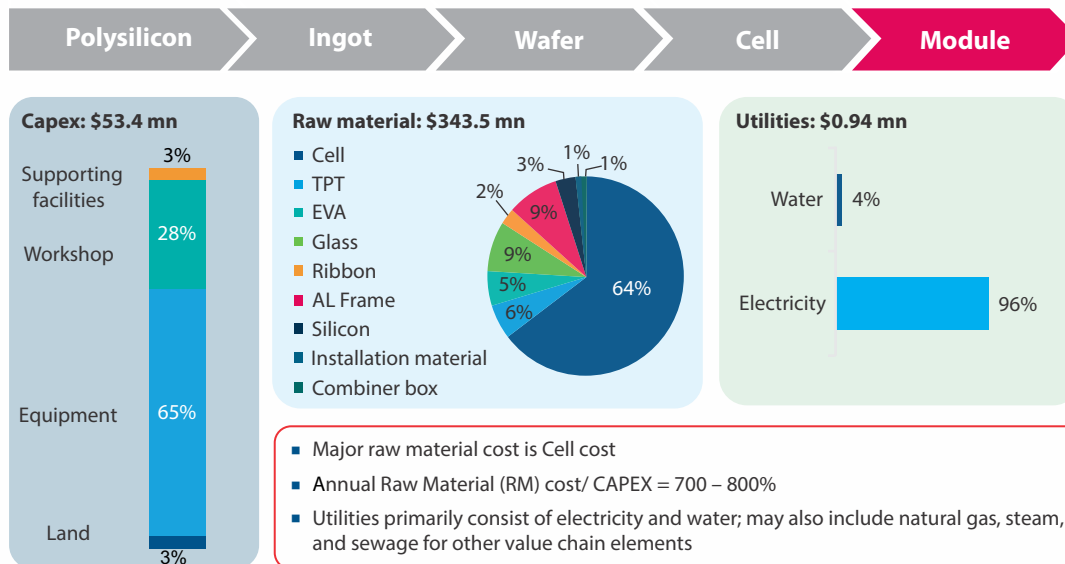 Polysilicon
Ingot
Wafer
Cell
Module
Capex: $53.4 mn
3%
Supporting
facilities
28%
Workshop
Equipment
65%
Land
3%
Raw material: $343.5 mn
Cell
TPT
EVA
Glass
Ribbon
AL Frame
Silicon
Installation material
Combiner box
1%
1%
3%
2%
9%
9%
5%
6%
64%
Utilities: $0.94 mn
Water
4%
Electricity
96%
Major raw material cost is Cell cost
Annual Raw Material (RM) cost/ CAPEX = 700 – 800%
Utilities primarily consist of electricity and water; may also include natural gas, steam,
and sewage for other value chain elements